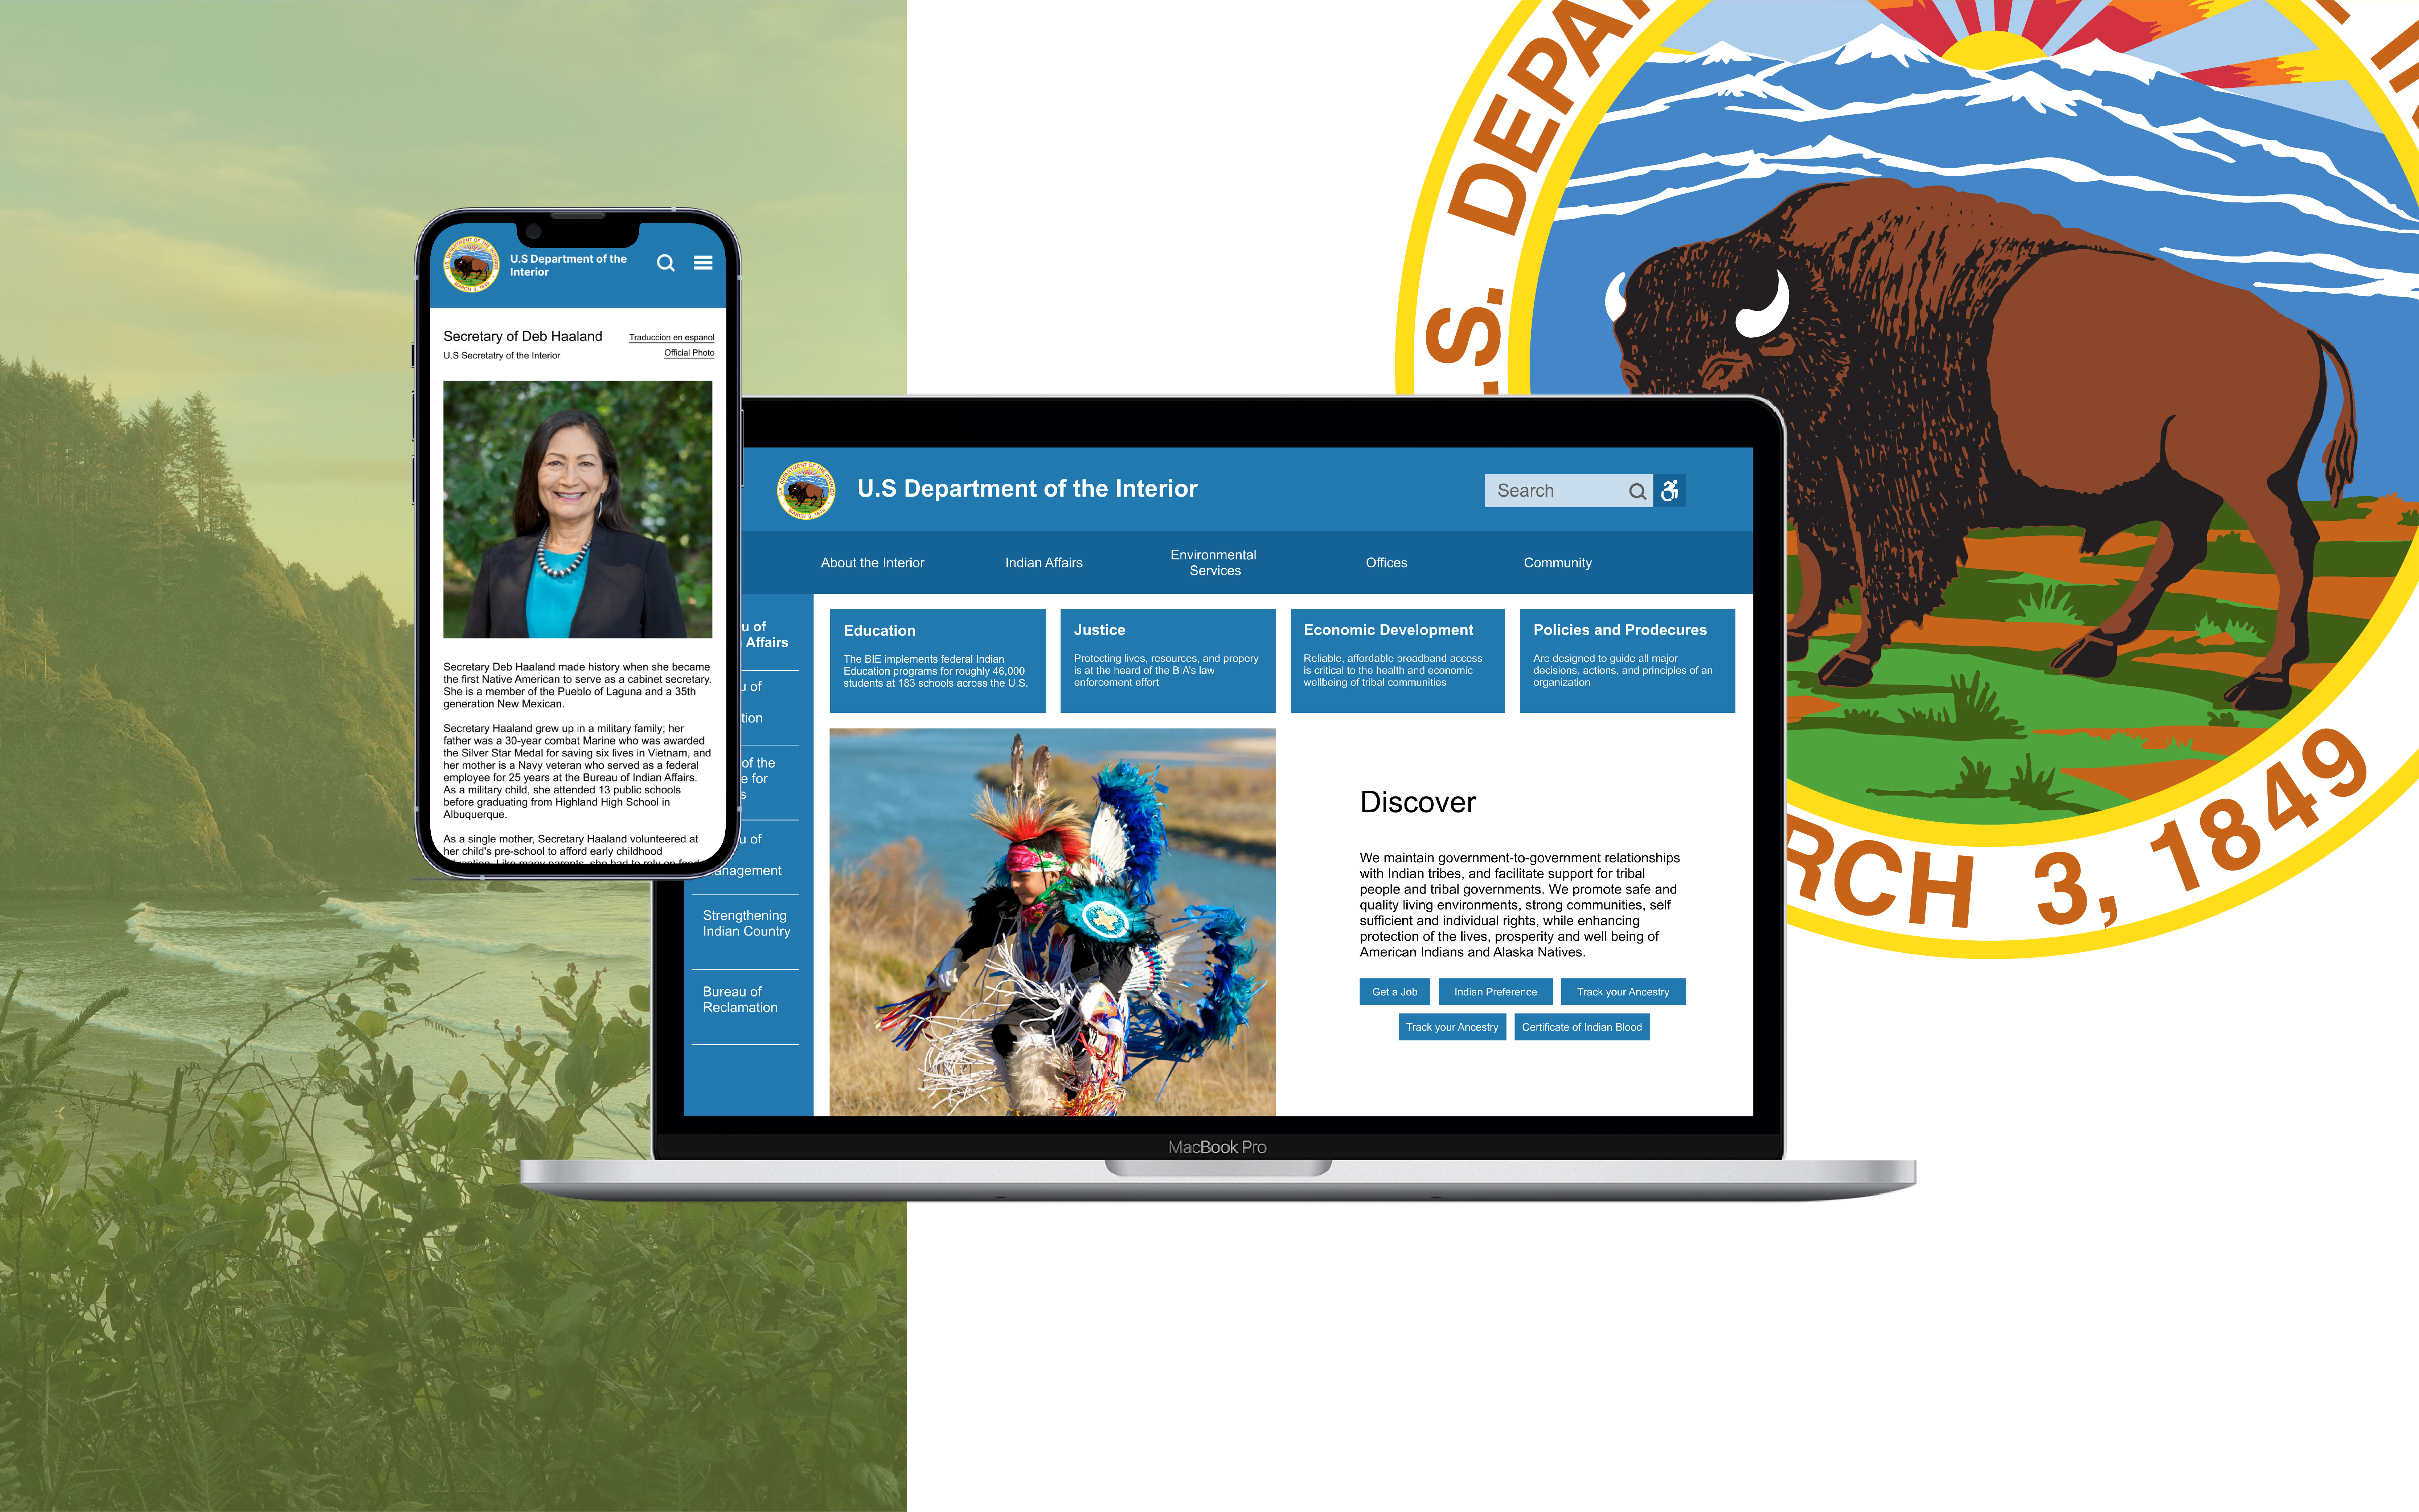 U.S Department of the
Interior
Secretary of Deb Haaland
Traduccion en espanol
U.S Secretatry of the Interior
Official Photo
Secretary Deb Haaland made history when she became
the first Native American to serve as a cabinet secretary.
She is a member of the Pueblo of Laguna and a 35th
generation New Mexican.
Secretary Haaland grew up in a military family; her
father was a 30-year combat Marine who was awarded
the Silver Star Medal for saving six lives in Vietnam, and
her mother is a Navy veteran who served as a federal
employee for 25 years at the Bureau of Indian Affairs.
As a military child, she attended 13 public schools
before graduating from Highland High School in
Albuquerque.
As a single mother, Secretary Haaland volunteered at
her child's pre-school to afford early childhood
U.S Department of the Interior
Search
About the Interior
Indian Affairs
Environmental
Services
Offices
Community
u of
Affairs
u of
tion
of the
e for
s
u of
anagement
Strengthening
Indian Country
Bureau of
Reclamation
Education
The BIE implements federal Indian
Education programs for roughly 46,000
students at 183 schools across the U.S.
Justice
Protecting lives, resources, and propery
is at the heard of the BIA's law
enforcement effort
Economic Development
Reliable, affordable broadband access
is critical to the health and economic
wellbeing of tribal communities
Policies and Prodecures
Are designed to guide all major
decisions, actions, and principles of an
organization
Discover
We maintain government-to-government relationships
with Indian tribes, and facilitate support for tribal
people and tribal governments. We promote safe and
quality living environments, strong communities, self
sufficient and individual rights, while enhancing
protection of the lives, prosperity and well being of
American Indians and Alaska Natives.
Get a Job
Indian Preference
Track your Ancestry
Track your Ancestry
Certificate of Indian Blood
MacBook Pro
.S. DEPA
IN
RCH 3, 1849